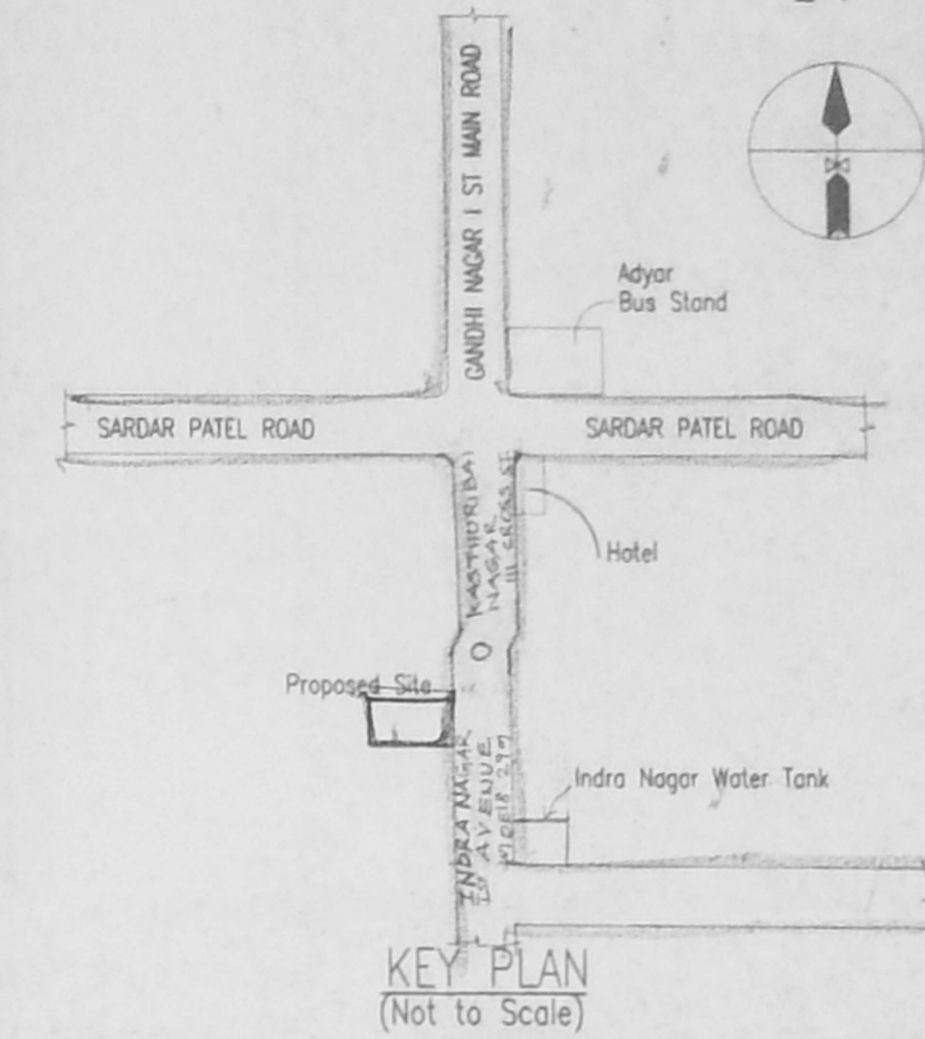 GANDHI NAGAR I ST MAIN ROAD
Adyar
Bus Stand
SARDAR PATEL ROAD
SARDAR PATEL ROAD
KASTHURIBAI
NAGAR
III CROSS ST
Hotel
Proposed Site
INDRA NAGAR
AVENUE
Indra Nagar Water Tank
KEY PLAN
(Not to Scale)